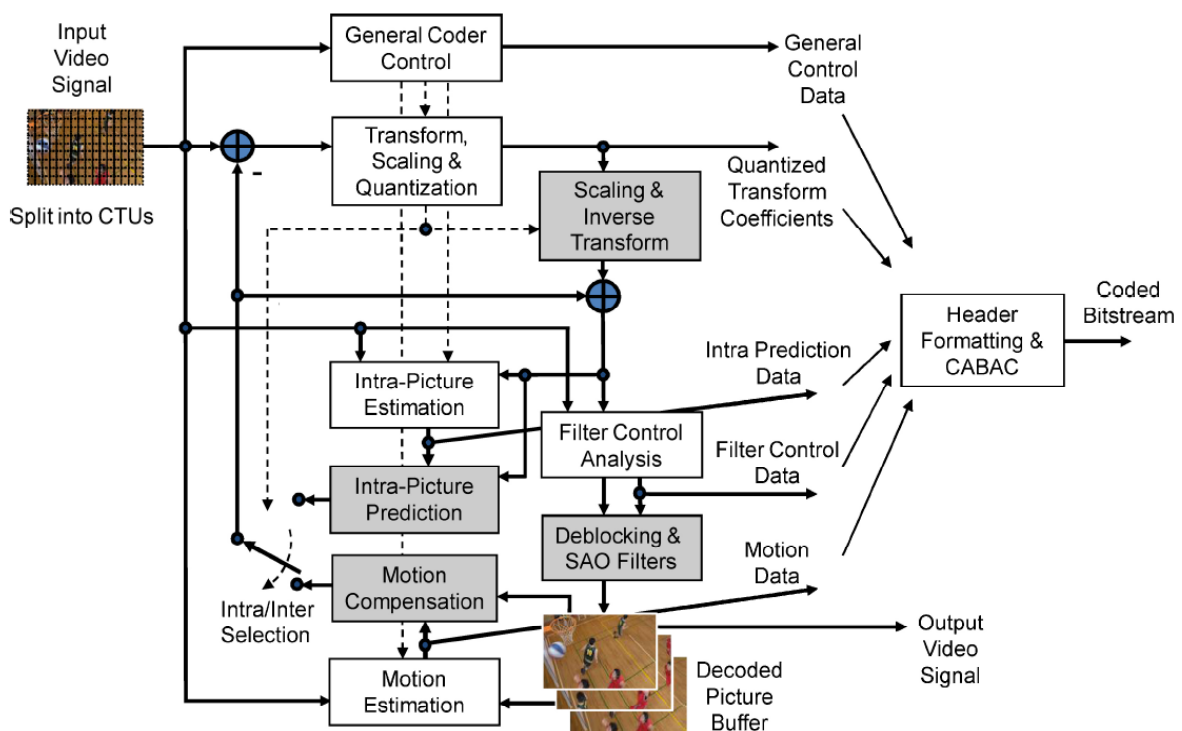 Input
Video
Signal
Split into CTUs
General Coder
Control
Transform,
Scaling &
Quantization
-
Scaling &
Inverse
Transform
Intra-Picture
Estimation
Intra-Picture
Prediction
Motion
Compensation
Motion
Estimation
Intra/Inter
Selection
Filter Control
Analysis
Deblocking &
SAO Filters
Decoded
Picture
Buffer
General
Control
Data
Quantized
Transform
Coefficients
Intra Prediction
Data
Filter Control
Data
Motion
Data
Header
Formatting &
CABAC
Coded
Bitstream
Output
Video
Signal